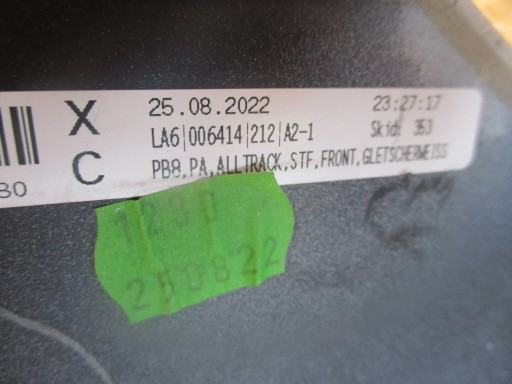 X 25.08.2022 23:27:17
LA6|006414|212|A2-1 Skid: 353
C PB8,PA,ALLTRACK,STF,FRONT,GLETSCHERWEISS
80
250822